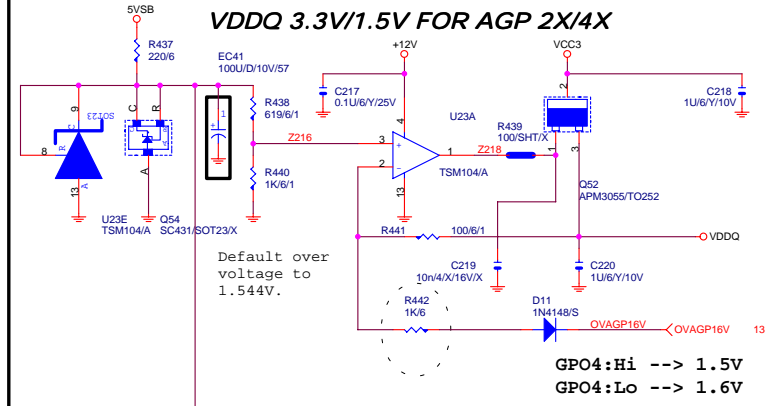 VDDQ 3.3V/1.5V FOR AGP 2X/4X
5VSB
R437
220/6
EC41
100U/D/10V/57
+12V
VCC3
C217
0.1U/6/Y/25V
C218
1U/6/Y/10V
9
SOT23
C
R
8
R
A
A
13
1
+
R438
619/6/1
Z216
R440
1K/6/1
4
U23A
3
+
2
-
1
13
TSM104/A
Z218
R439
100/SHT/X
2
1
3
Q52
APM3055/TO252
U23E
TSM104/A
Q54
SC431/SOT23/X
R441
100/6/1
VDDQ
Default over
voltage to
1.544V.
C219
10n/4/X/16V/X
C220
1U/6/Y/10V
R442
1K/6
D11
1N4148/S
OVAGP16V
OVAGP16V
13
GPO4:Hi --> 1.5V
GPO4:Lo --> 1.6V